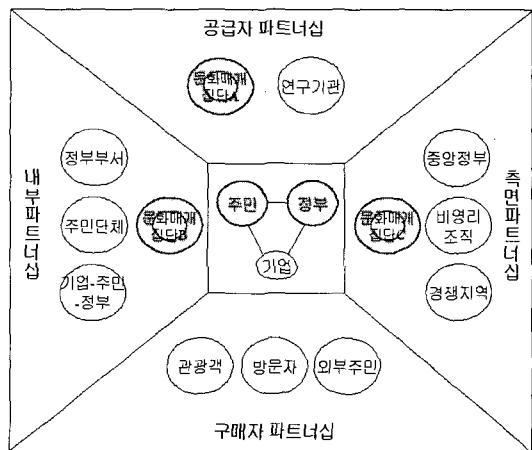 공급자 파트너십
문화매개
집단A
연구기관
정부부서
주민단체
기업-주민
-정부
문화매개
집단B
내부파트너십
주민
정부
기업
문화매개
집단C
중앙정부
비영리
조직
경쟁지역
측면파트너십
관광객
방문자
외부주민
구매자 파트너십